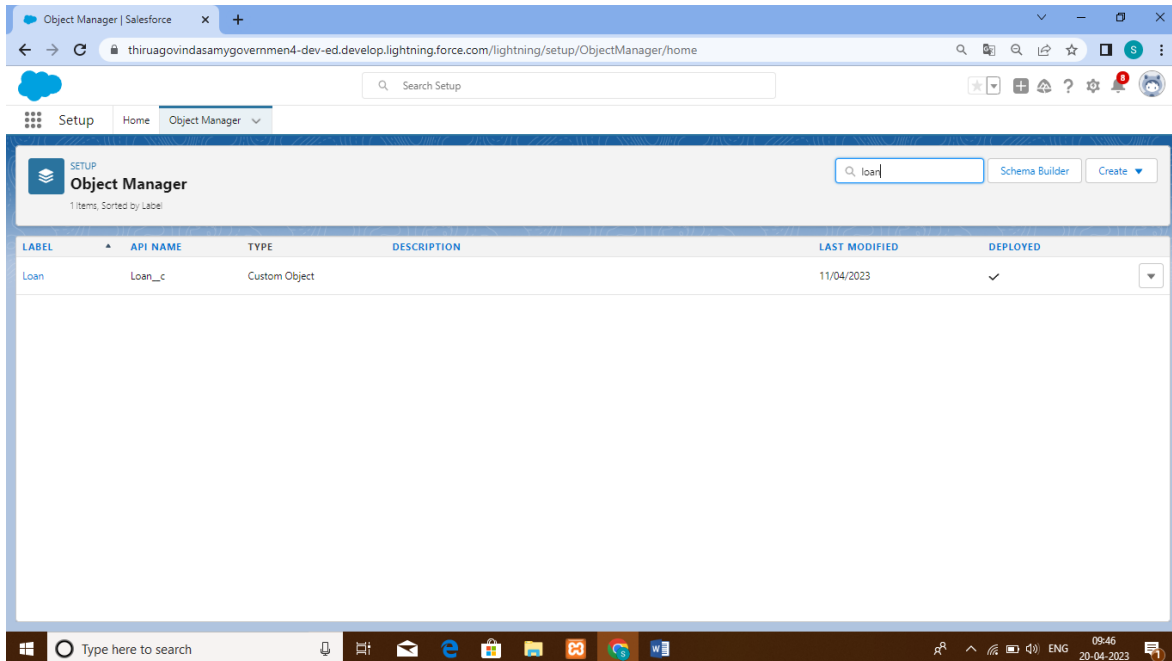 Object Manager | Salesforce
thiruagovindasamygovernmen4-dev-ed.develop.lightning.force.com/lightning/setup/ObjectManager/home
S
Search Setup
8
Setup Home Object Manager
SETUP
Object Manager
1 Items, Sorted by Label
loan
Schema Builder
Create
LABEL API NAME TYPE DESCRIPTION LAST MODIFIED DEPLOYED
Loan Loan__c Custom Object 11/04/2023
Type here to search
ENG
09:46
20-04-2023